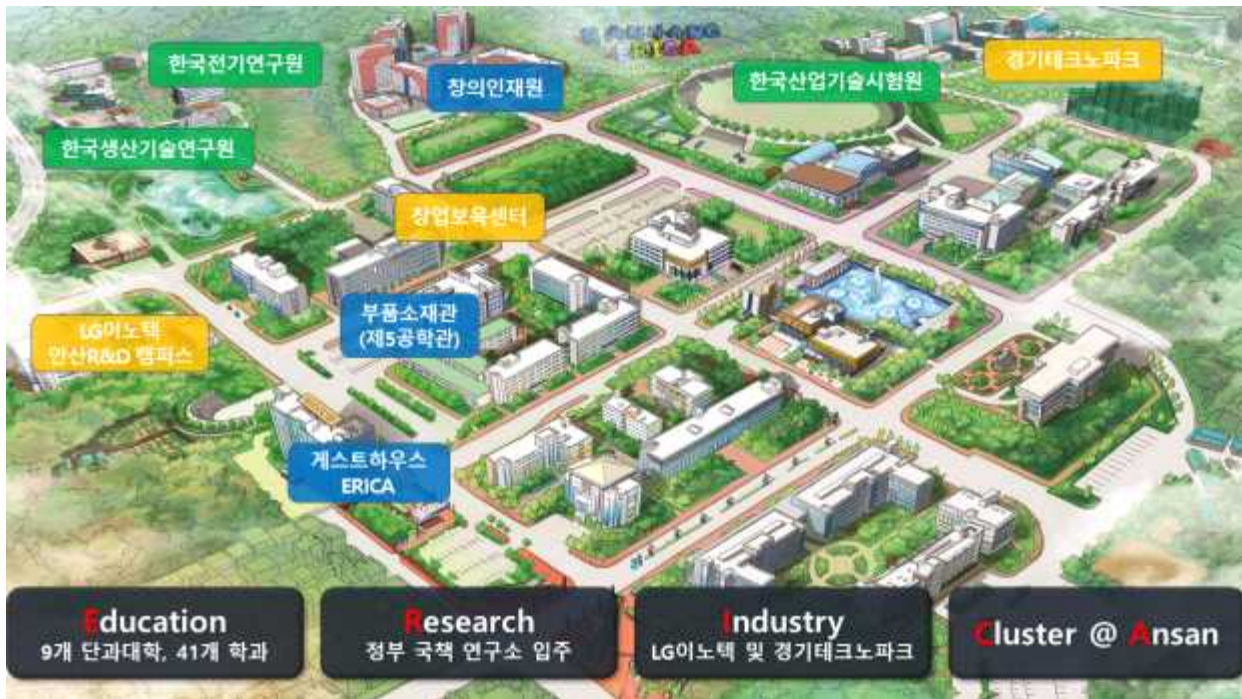 HANYANG
ERICA
한국전기연구원
창의인재원
한국산업기술시험원
경기테크노파크
한국생산기술연구원
창업보육센터
LG이노텍
안산R&D 캠퍼스
부품소재관
(제5공학관)
게스트하우스
ERICA
Education
9개 단과대학, 41개 학과
Research
정부 국책 연구소 입주
Industry
LG이노텍 및 경기테크노파크
Cluster @ Ansan